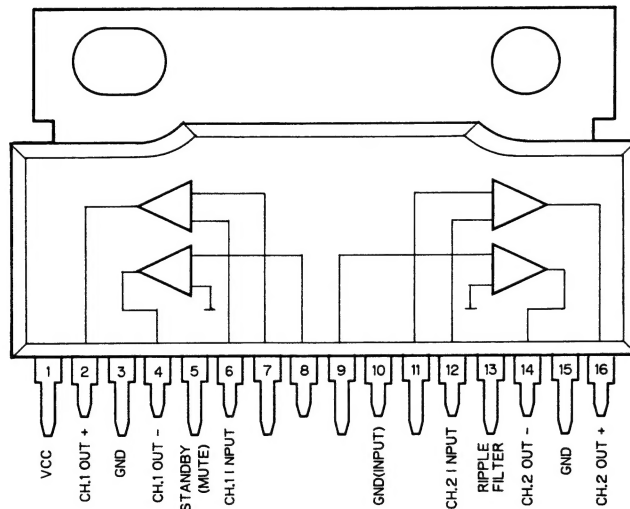 1
2
3
4
5
6
7
8
9
10
11
12
13
14
15
16
VCC
CH.1 OUT +
GND
CH.1 OUT -
STANDBY
(MUTE)
CH.1 I NPUT
GND(INPUT)
CH.2 I NPUT
RIPPLE
FILTER
CH.2 OUT -
GND
CH.2 OUT +